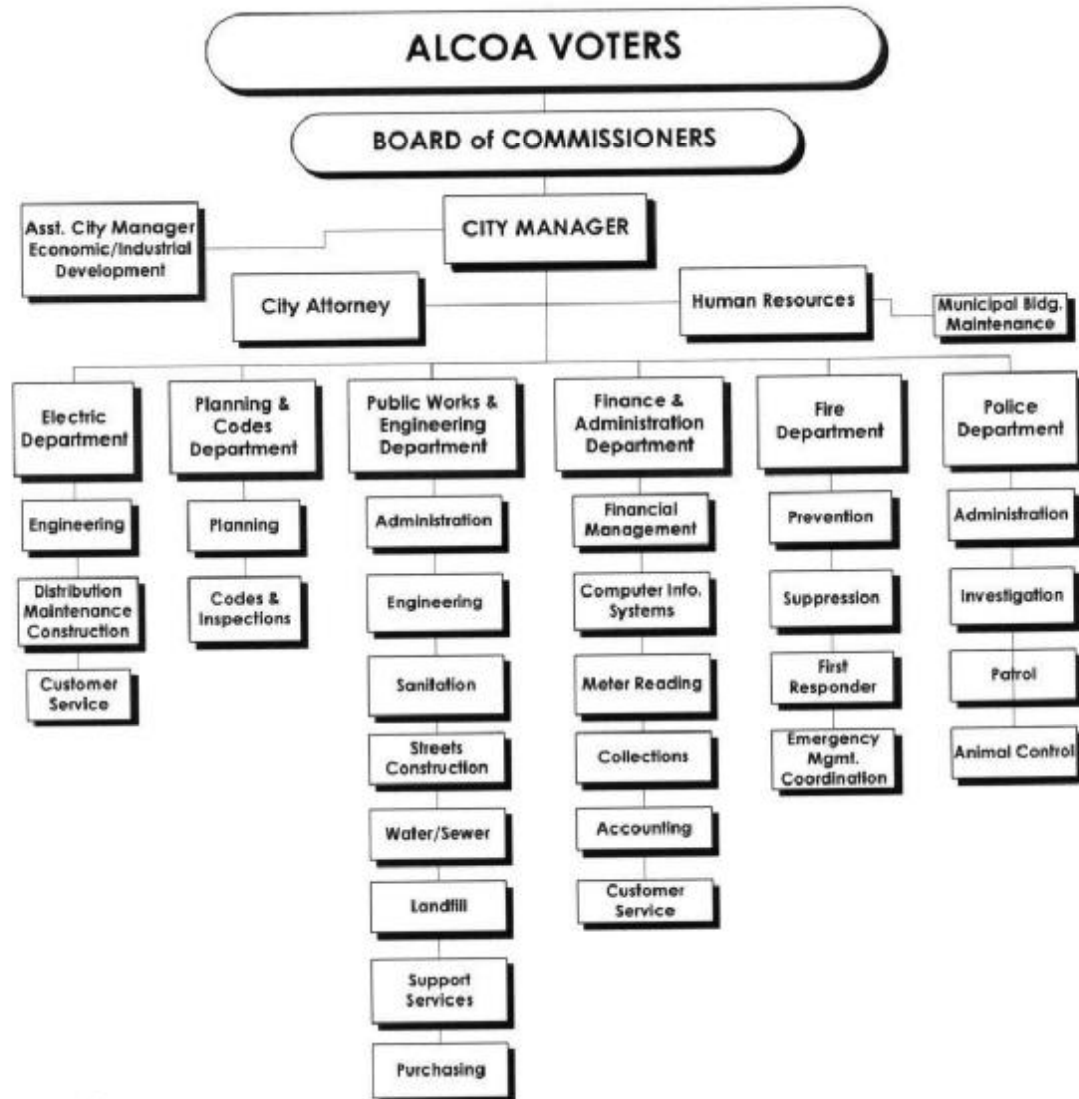 ALCOA VOTERS
BOARD of COMMISSIONERS
CITY MANAGER
Asst. City Manager
Economic/Industrial
Development
City Attorney
Human Resources
Municipal Bldg.
Maintenance
Electric
Department
Engineering
Distribution
Maintenance
Construction
Customer
Service
Planning &
Codes
Department
Planning
Codes &
Inspections
Public Works &
Engineering
Department
Administration
Engineering
Sanitation
Streets
Construction
Water/Sewer
Landfill
Support
Services
Purchasing
Finance &
Administration
Department
Financial
Management
Computer Info.
Systems
Meter Reading
Collections
Accounting
Customer
Service
Fire
Department
Prevention
Suppression
First
Responder
Emergency
Mgmt.
Coordination
Police
Department
Administration
Investigation
Patrol
Animal Control